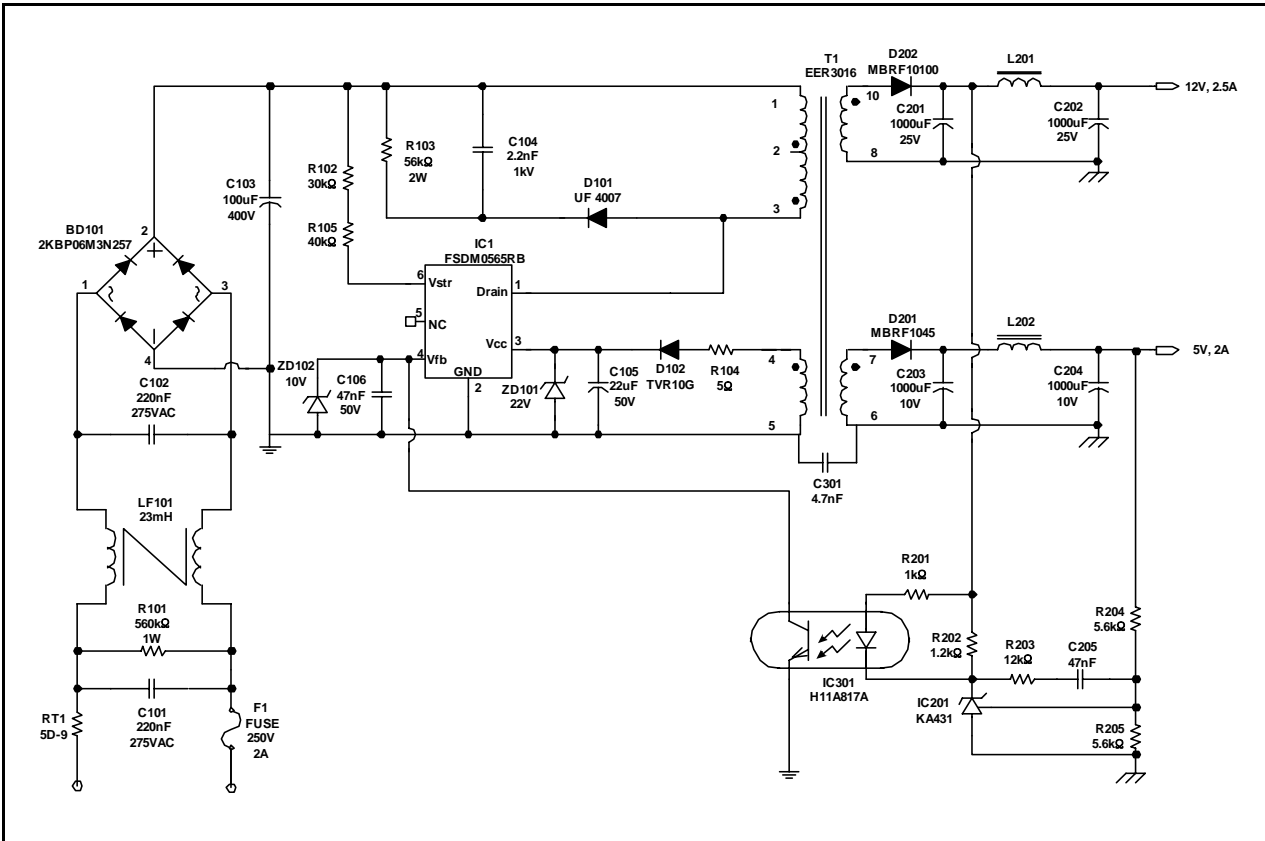 T1
EER3016
D202
MBRF10100
L201
1
10
12V, 2.5A
C201
1000uF
25V
C202
1000uF
25V
R103
56kΩ
2W
C104
2.2nF
1kV
2
8
R102
30kΩ
C103
100uF
400V
D101
UF 4007
3
BD101
2KBP06M3N257
2
R105
40kΩ
IC1
FSDM0565RB
1
3
6
Vstr
Drain
1
5
NC
D201
MBRF1045
L202
4
Vcc
3
4
7
5V, 2A
ZD102
10V
4
Vfb
D102
TVR10G
R104
5Ω
C102
220nF
275VAC
C106
47nF
50V
GND
2
ZD101
22V
C105
22uF
50V
C203
1000uF
10V
C204
1000uF
10V
5
6
C301
4.7nF
LF101
23mH
R201
1kΩ
R101
560kΩ
1W
R204
5.6kΩ
R202
1.2kΩ
R203
12kΩ
C205
47nF
IC301
H11A817A
IC201
KA431
RT1
5D-9
C101
220nF
275VAC
F1
FUSE
250V
2A
R205
5.6kΩ